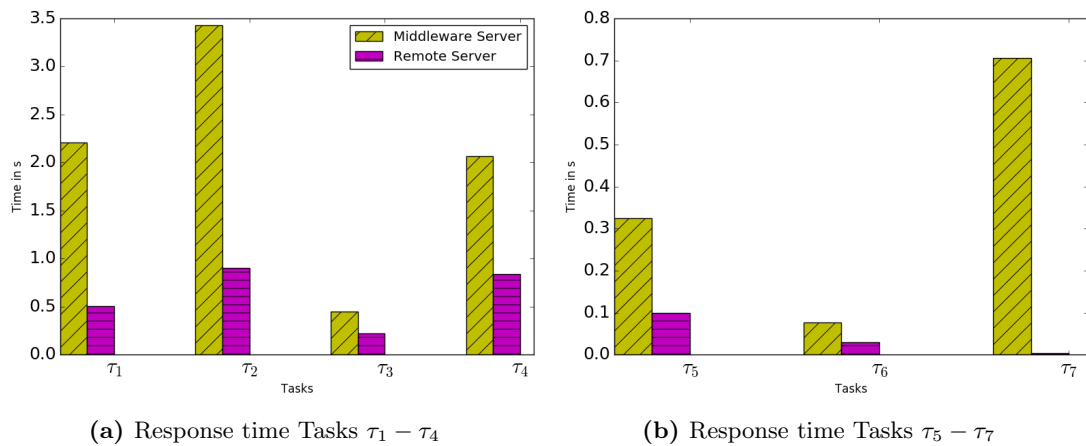 3.5
3.0
2.5
2.0
1.5
1.0
0.5
0.0
Time in s
Middleware Server
Remote Server
τ1
τ2
τ3
τ4
Tasks
0.8
0.7
0.6
0.5
0.4
0.3
0.2
0.1
0.0
Time in s
τ5
τ6
τ7
Tasks
(a) Response time Tasks τ1 − τ4
(b) Response time Tasks τ5 − τ7